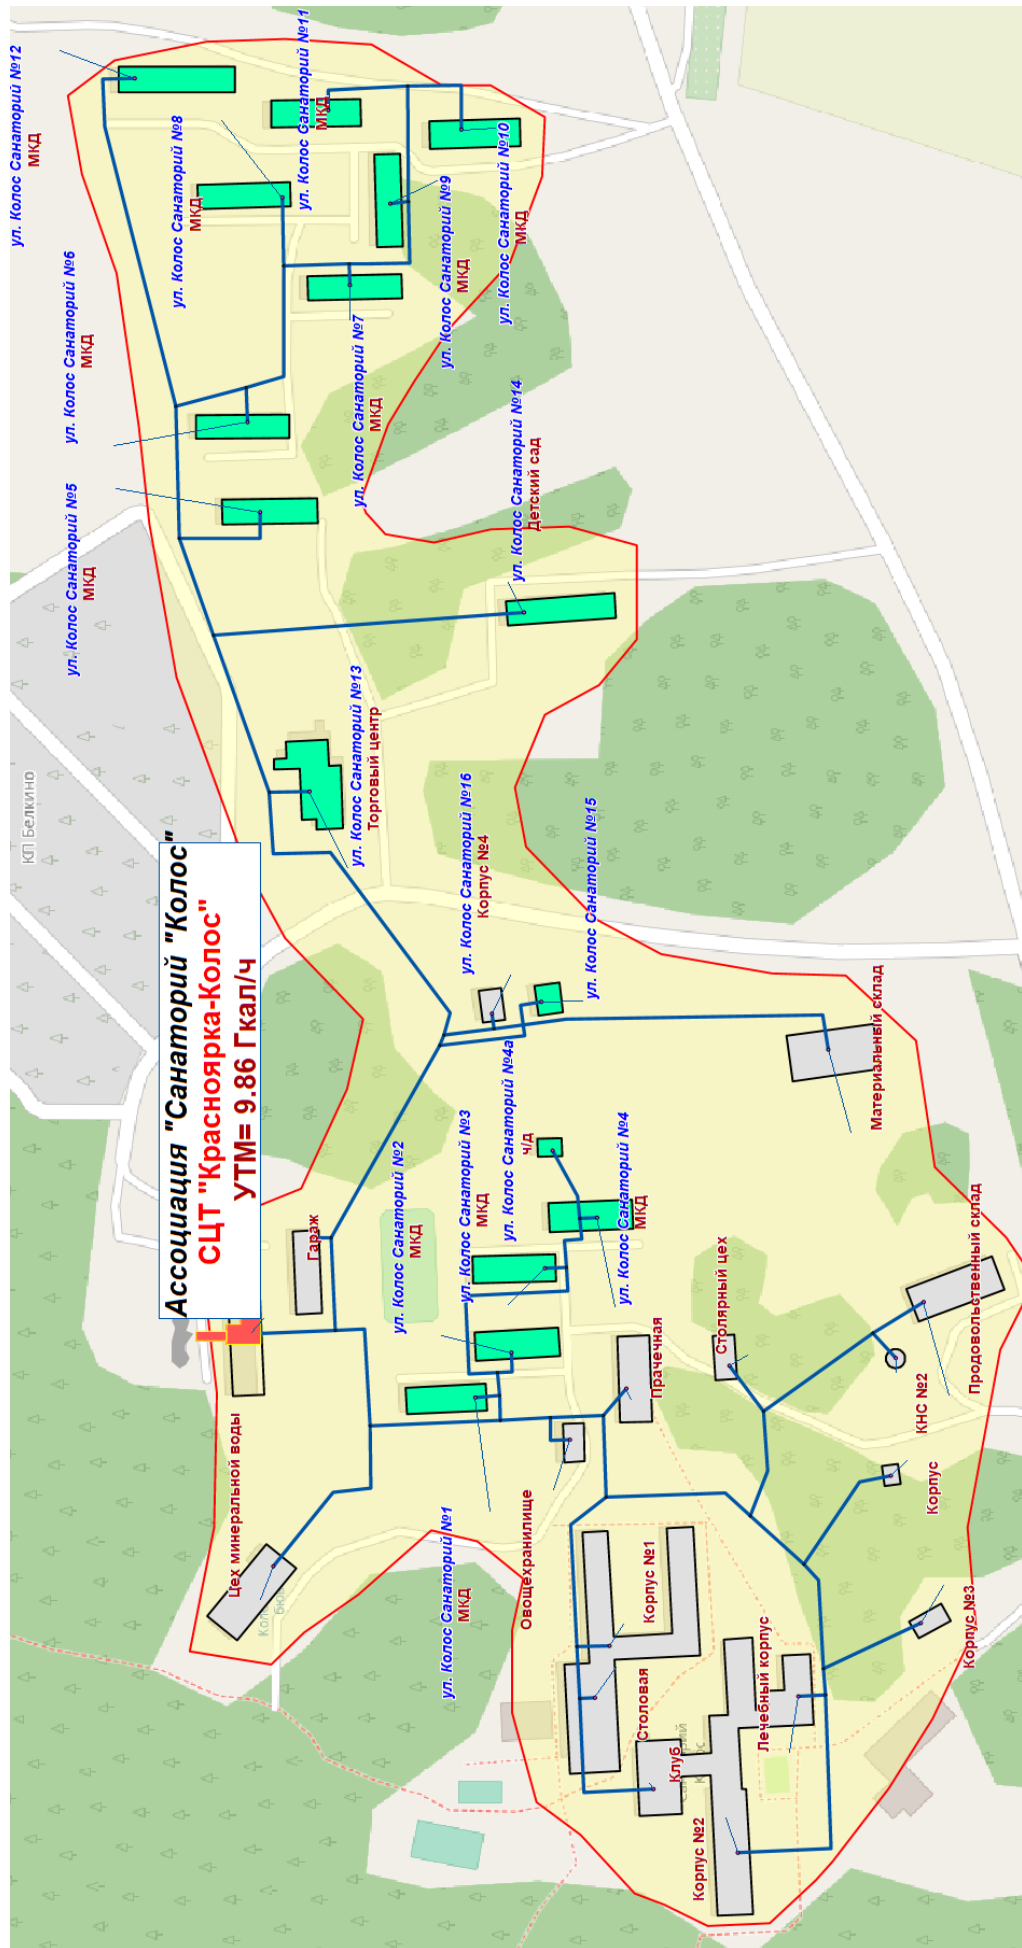 ул. Колос Санаторий №12
МКД
ул. Колос Санаторий №11
МКД
ул. Колос Санаторий №8
МКД
ул. Колос Санаторий №10
МКД
ул. Колос Санаторий №9
МКД
ул. Колос Санаторий №6
МКД
ул. Колос Санаторий №7
МКД
ул. Колос Санаторий №5
МКД
ул. Колос Санаторий №14
Детский сад
ул. Колос Санаторий №13
Торговый центр
КП Белкино
ул. Колос Санаторий №16
Корпус №4
ул. Колос Санаторий №15
Ассоциация "Санаторий "Колос"
СЦТ "Красноярка-Колос"
УТМ= 9.86 Гкал/ч
Материальный склад
ул. Колос Санаторий №4а
ч/д
ул. Колос Санаторий №3
МКД
ул. Колос Санаторий №4
МКД
ул. Колос Санаторий №2
МКД
Гараж
Столярный цех
Продовольственный склад
Прачечная
КНС №2
Цех минеральной воды
Корпус
Овощехранилище
ул. Колос Санаторий №1
МКД
Корпус №1
Корпус №3
Столовая
Лечебный корпус
Клуб
Корпус №2